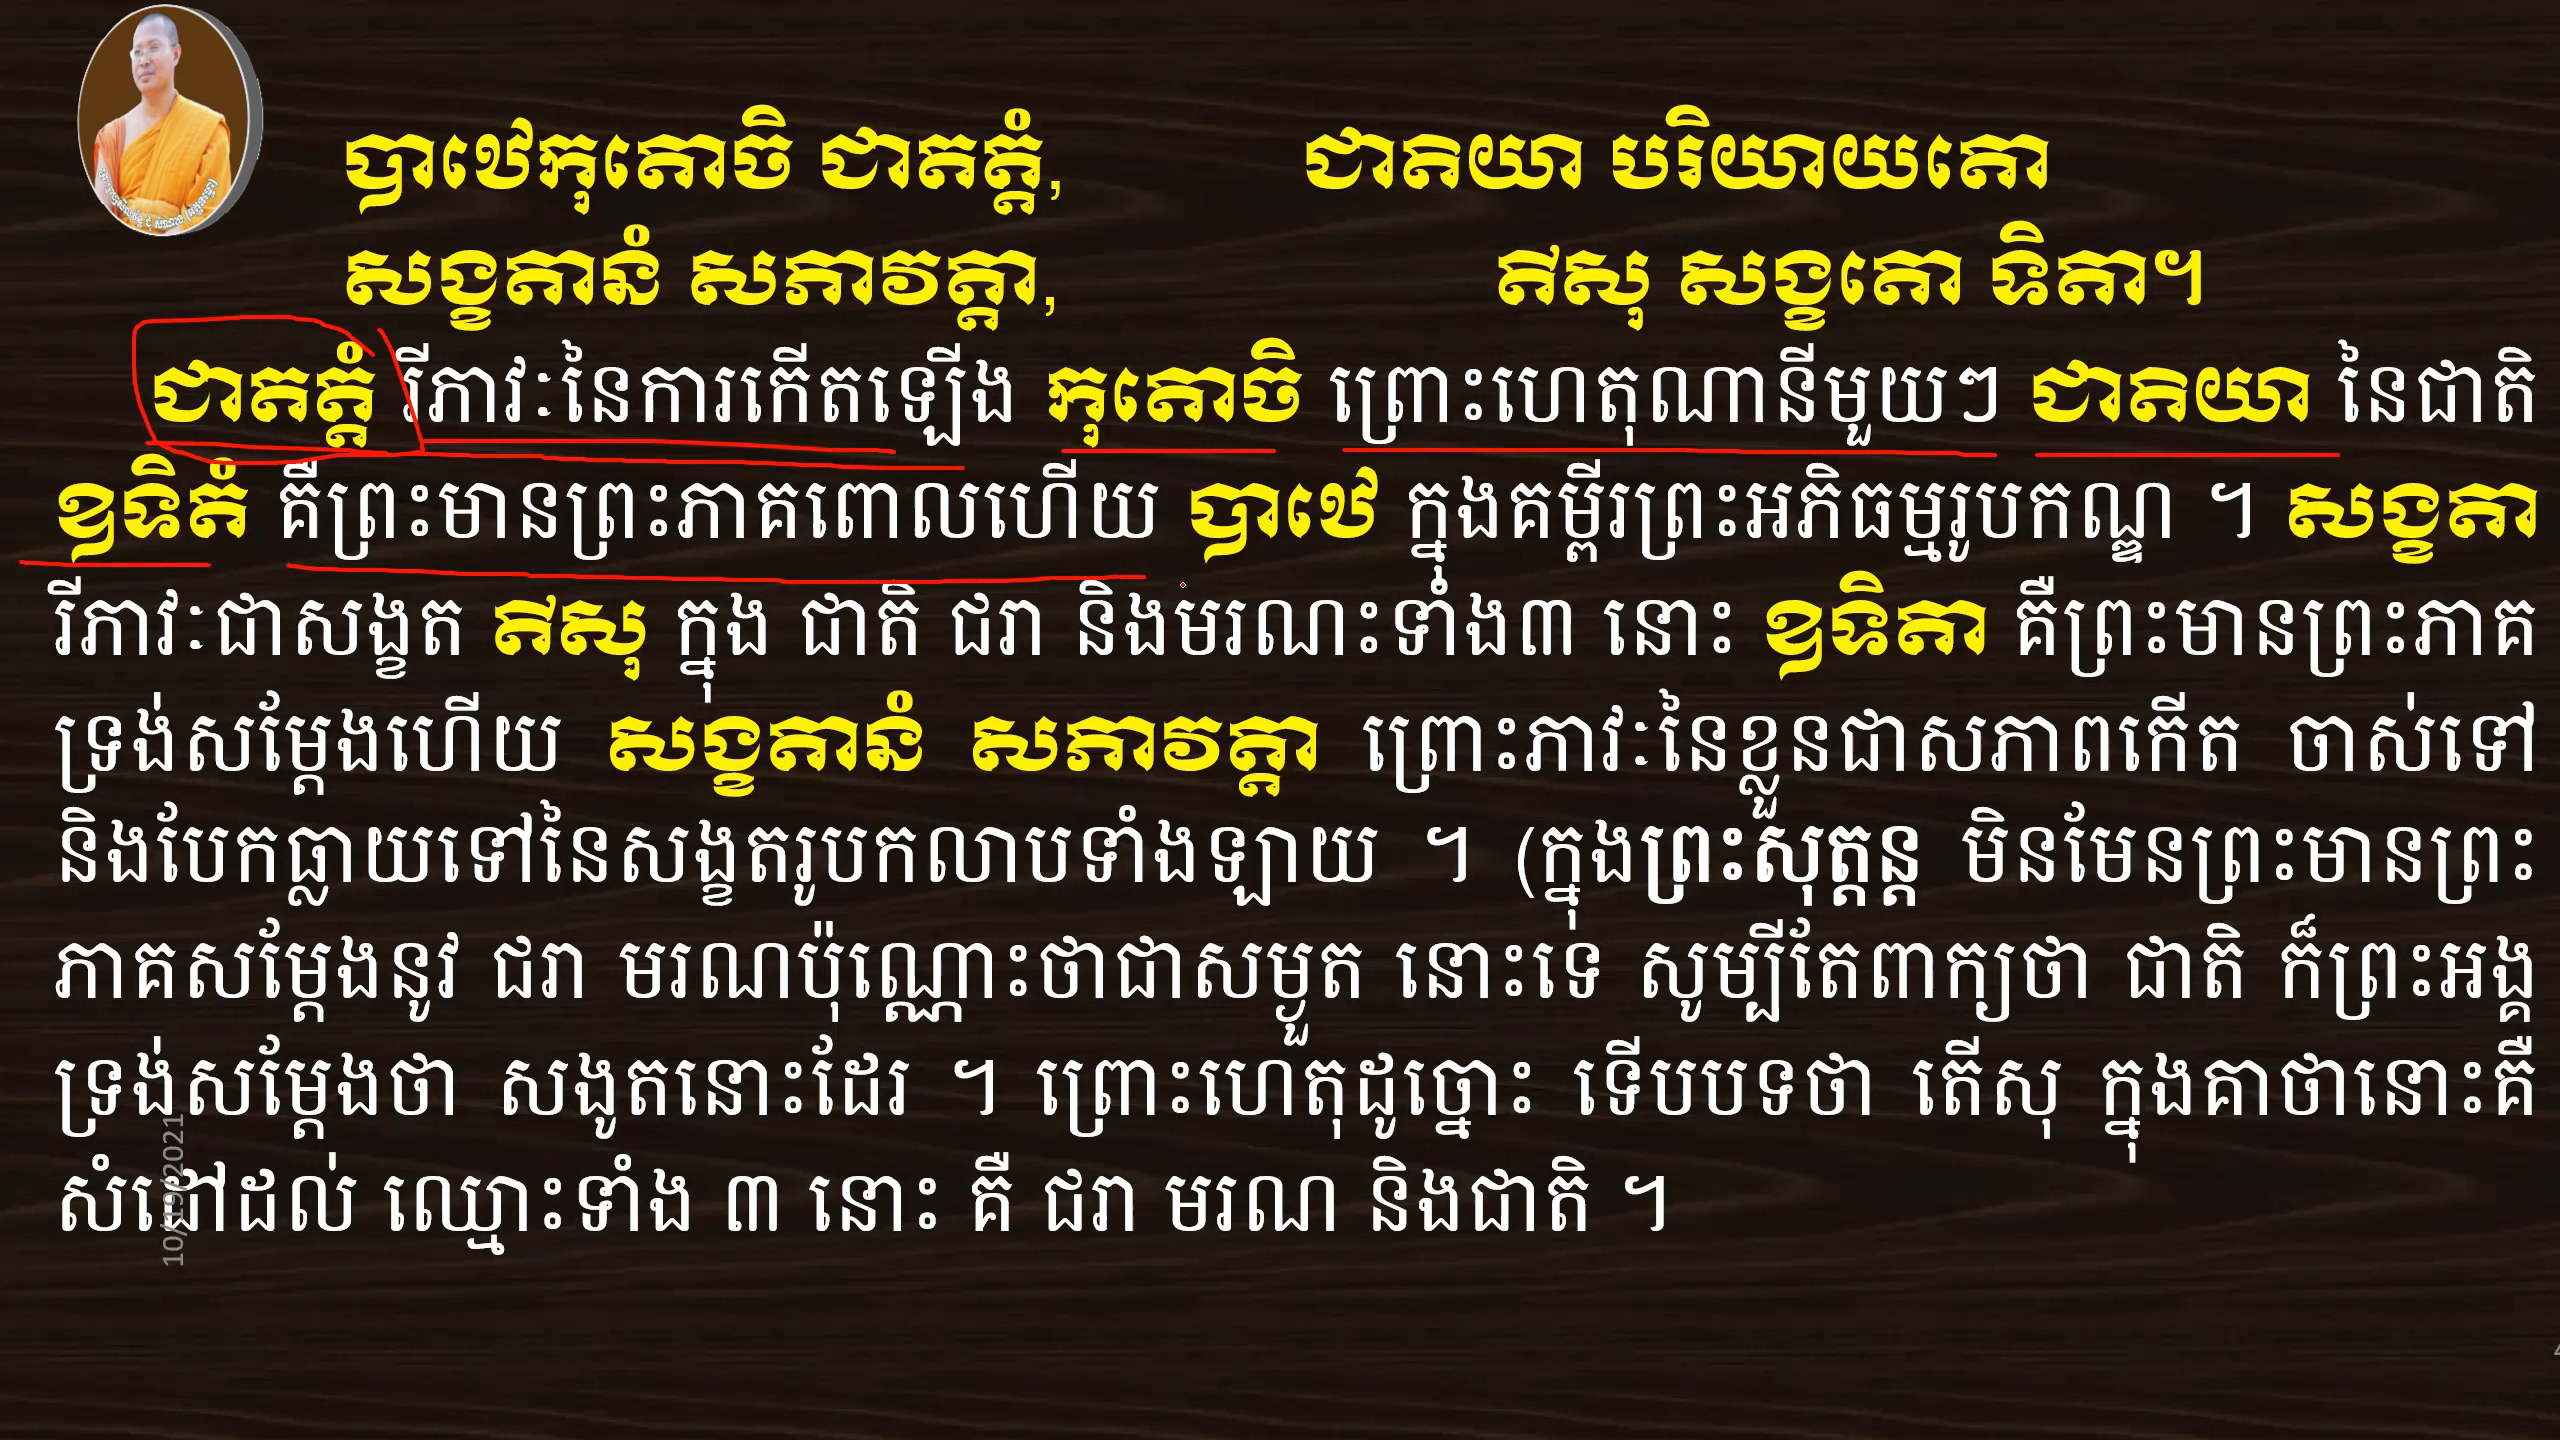 បាឋេកុតោចិ ជាតត្តំ, ជាតិយា បរិយាយតោ
សង្ខតានំ សភាវត្តា, តីសុ សង្ខតោ ទិតា។
ជាតត្តំ រីភាវៈនៃការកើតឡើង កុតោចិ ព្រោះហេតុណានីមួយៗ ជាតិយា នៃជាតិ
ឧទិតំ គឺព្រះមានព្រះភាគពោលហើយ បាឋេ ក្នុងគម្ពីរព្រះអភិធម្មរូបកណ្ឌ ។ សង្ខតា
រីភាវៈជាសង្ខត តីសុ ក្នុង ជាតិ ជរា និងមរណះទាំង៣ នោះ ឧទិតា គឺព្រះមានព្រះភាគ
ទ្រង់សម្តែងហើយ សង្ខតានំ សភាវត្តា ព្រោះភាវៈនៃខ្លួនជាសភាពកើត ចាស់ទៅ
និងបែកធ្លាយទៅនៃសង្ខតរូបកលាបទាំងឡាយ ។ (ក្នុងព្រះសុត្តន្ត មិនមែនព្រះមានព្រះ
ភាគសម្តែងនូវ ជរា មរណប៉ុណ្ណោះថាជាសម្ងួត នោះទេ សូម្បីតែពាក្យថា ជាតិ ក៏ព្រះអង្គ
ទ្រង់សម្តែងថា សងូតនោះដែរ ។ ព្រោះហេតុដូច្នោះ ទើបបទថា តើសុ ក្នុងគាថានោះគឺ
សំដៅដល់ ឈ្មោះទាំង ៣ នោះ គឺ ជរា មរណ និងជាតិ ។
10/19/2021